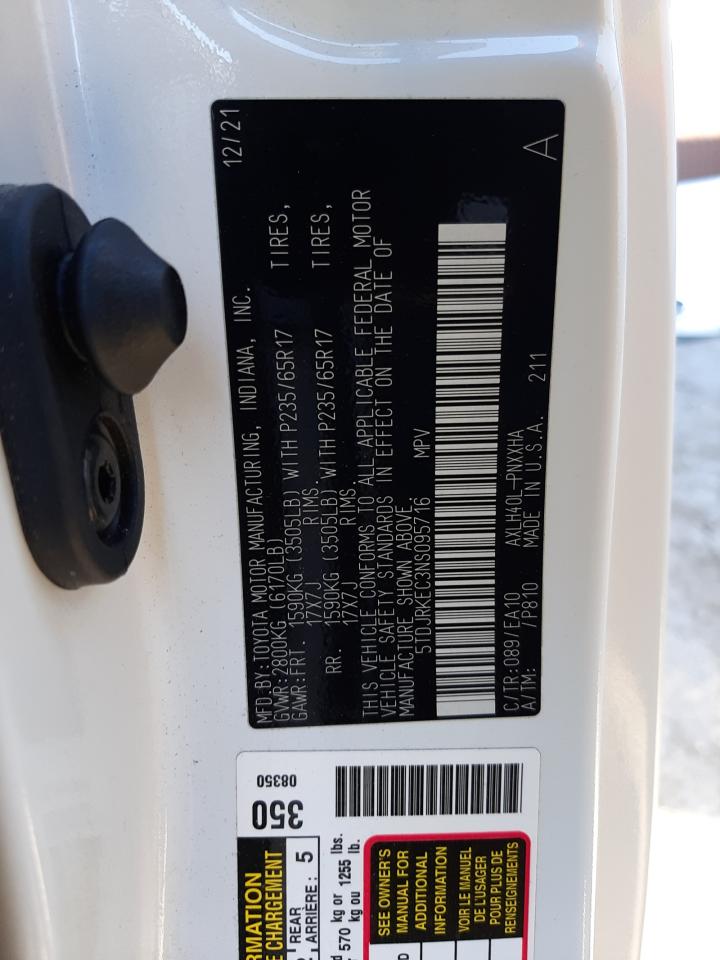 MFD BY:TOYOTA MOTOR MANUFACTURING, INDIANA, INC. 12/21
GVWR:2800KG (6170LB)
GAWR:FRT. 1590KG (3505LB) WITH P235/65R17 TIRES,
17X7J RIMS.
RR. 1590KG (3505LB) WITH P235/65R17 TIRES,
17X7J RIMS.
THIS VEHICLE CONFORMS TO ALL APPLICABLE FEDERAL MOTOR
VEHICLE SAFETY STANDARDS IN EFFECT ON THE DATE OF
MANUFACTURE SHOWN ABOVE.
5TDJRKEC3NS095716 MPV
C/TR:089/EA10 AXLH40L-PNXXHA
A/TM: /P810 MADE IN U.S.A. 211 A
350 08350
CHARGEMENT
REAR
ARRIÈRE : 5
570 kg or 1255 lbs.
kg ou lb.
SEE OWNER'S
MANUAL FOR
ADDITIONAL
INFORMATION
VOIR LE MANUEL
DE L'USAGER
POUR PLUS DE
RENSEIGNEMENTS